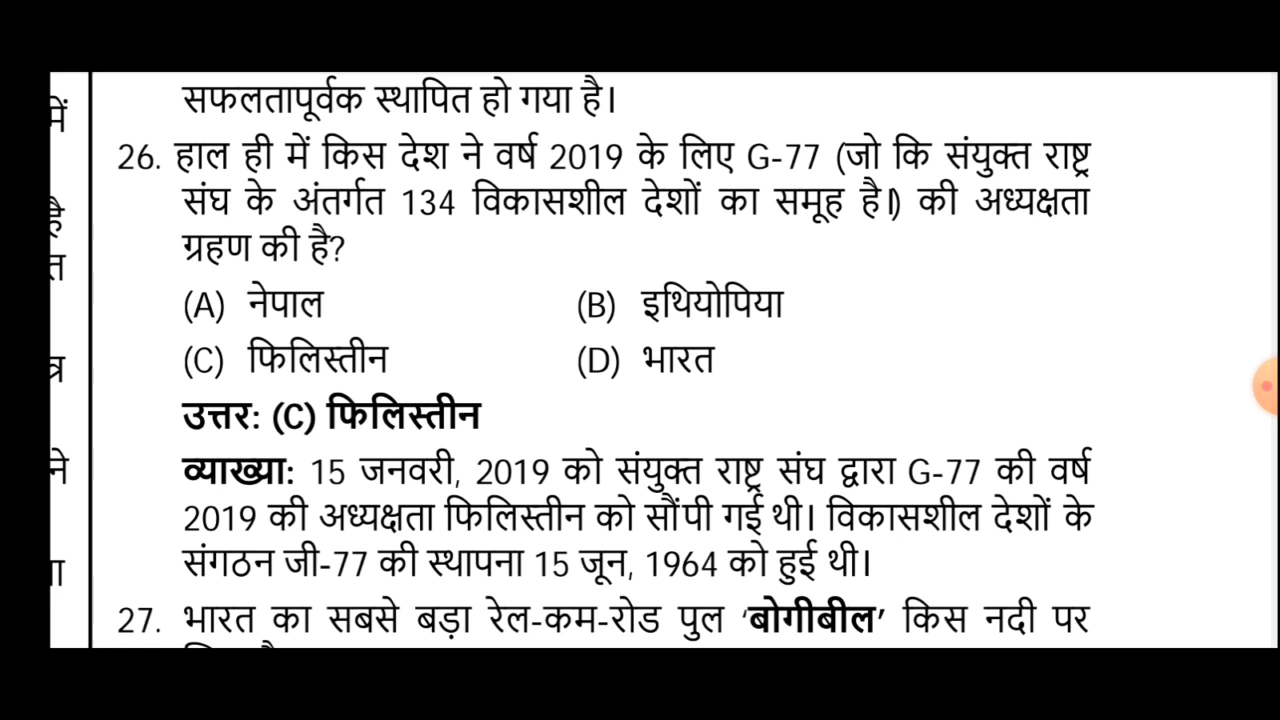 सफलतापूर्वक स्थापित हो गया है।
26. हाल ही में किस देश ने वर्ष 2019 के लिए G-77 (जो कि संयुक्त राष्ट्र
संघ के अंतर्गत 134 विकासशील देशों का समूह है।) की अध्यक्षता
ग्रहण की है?
(A) नेपाल (B) इथियोपिया
(C) फिलिस्तीन (D) भारत
उत्तर: (C) फिलिस्तीन
व्याख्या: 15 जनवरी, 2019 को संयुक्त राष्ट्र संघ द्वारा G-77 की वर्ष
2019 की अध्यक्षता फिलिस्तीन को सौंपी गई थी। विकासशील देशों के
संगठन जी-77 की स्थापना 15 जून, 1964 को हुई थी।
27. भारत का सबसे बड़ा रेल-कम-रोड पुल ‘बोगीबील’ किस नदी पर